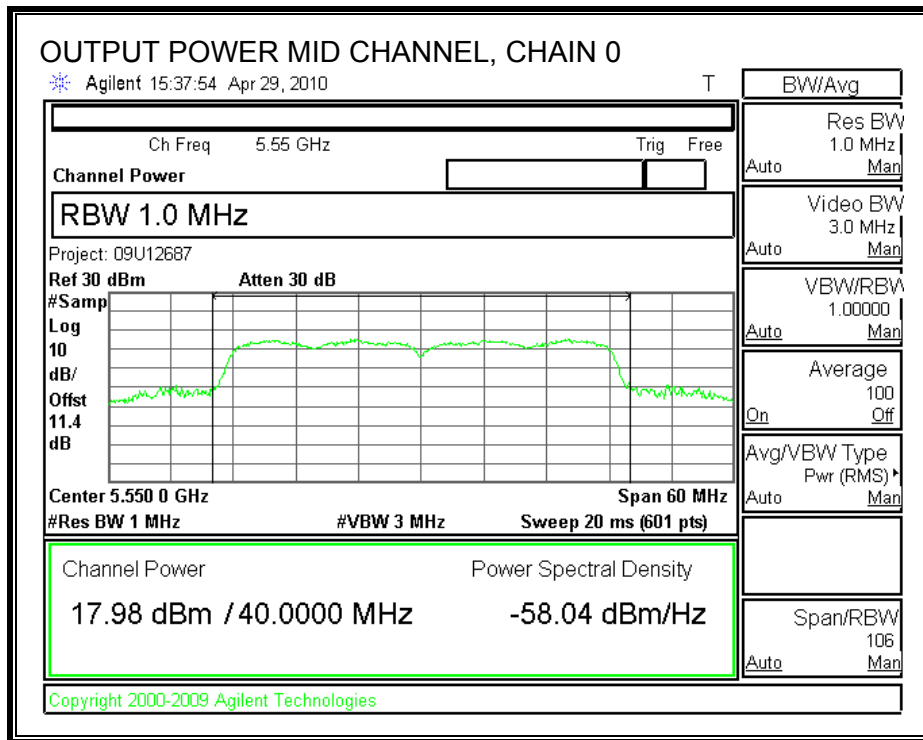 OUTPUT POWER MID CHANNEL, CHAIN 0
Agilent 15:37:54 Apr 29, 2010 T
Ch Freq 5.55 GHz Trig Free
Channel Power
RBW 1.0 MHz
Project: 09U12687
Ref 30 dBm Atten 30 dB
#Samp
Log
10
dB/
Offst
11.4
dB
Center 5.550 0 GHz Span 60 MHz
#Res BW 1 MHz #VBW 3 MHz Sweep 20 ms (601 pts)
Channel Power Power Spectral Density
17.98 dBm / 40.0000 MHz -58.04 dBm/Hz
Copyright 2000-2009 Agilent Technologies
BW/Avg
Res BW
1.0 MHz
Auto Man
Video BW
3.0 MHz
Auto Man
VBW/RBW
1.00000
Auto Man
Average
100
On Off
Avg/VBW Type
Pwr (RMS)
Auto Man
Span/RBW
106
Auto Man